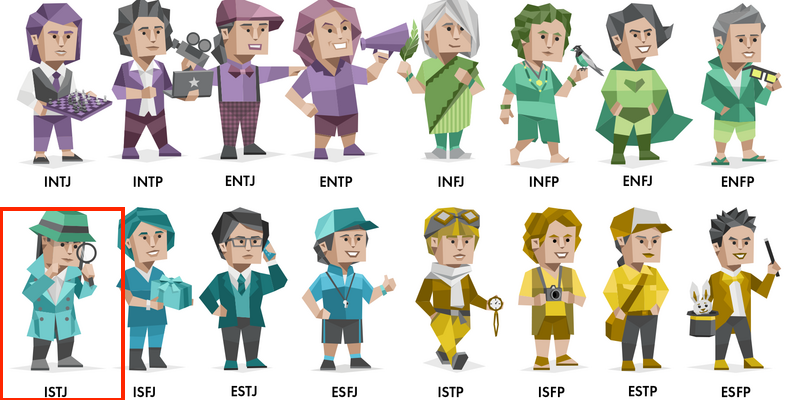 INTJ INTP ENTJ ENTP INFJ INFP ENFJ ENFP
ISTJ ISFJ ESTJ ESFJ ISTP ISFP ESTP ESFP